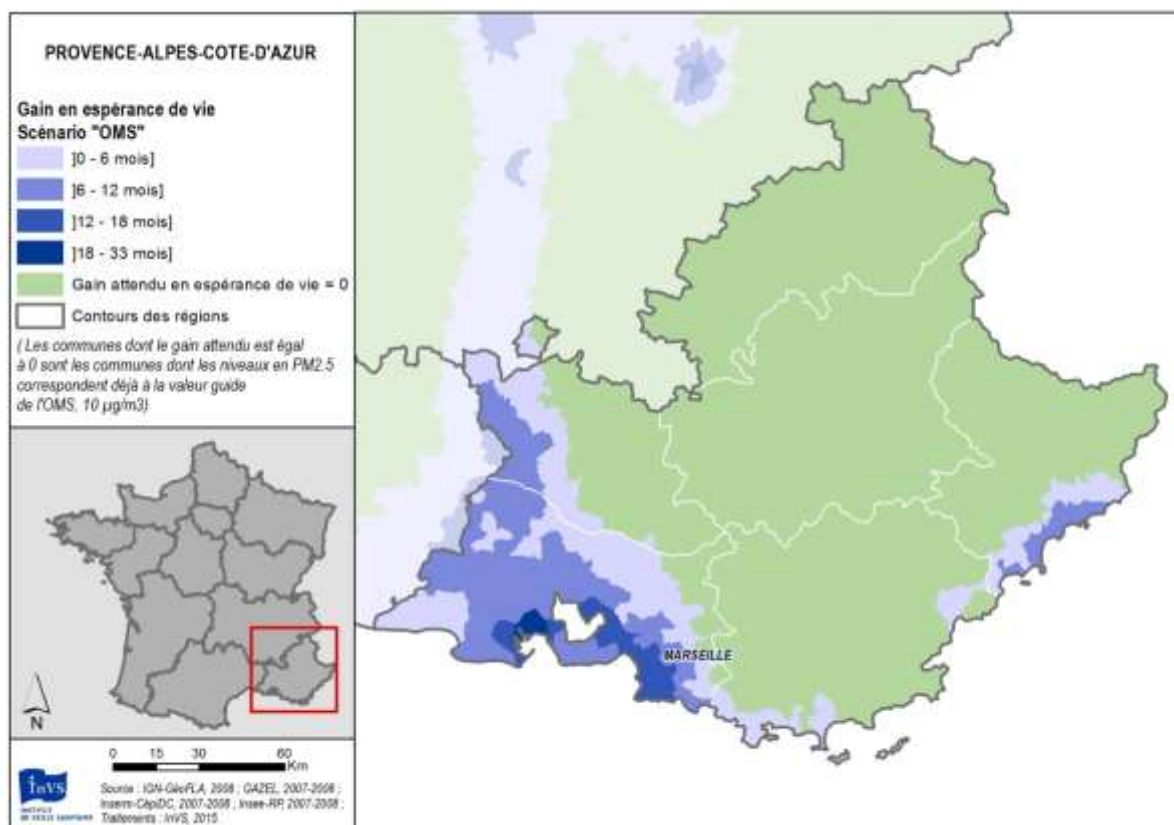 PROVENCE-ALPES-COTE-D'AZUR
Gain en espérance de vie
Scénario "OMS"
]0 - 6 mois]
]6 - 12 mois]
]12 - 18 mois]
]18 - 33 mois]
Gain attendu en espérance de vie = 0
Contours des régions
( Les communes dont le gain attendu est égal
à 0 sont les communes dont les niveaux en PM2.5
correspondent déjà à la valeur guide
de l'OMS, 10 µg/m3)
MARSEILLE
N
0 15 30 60
Km
InVS
INSTITUT
DE VEILLE SANITAIRE
Source : IGN-GéoFLA, 2008 ; GAZEL, 2007-2008 ;
Inserm-CépiDC, 2007-2008 ; Insee-RP, 2007-2008 ;
Traitements : InVS, 2015